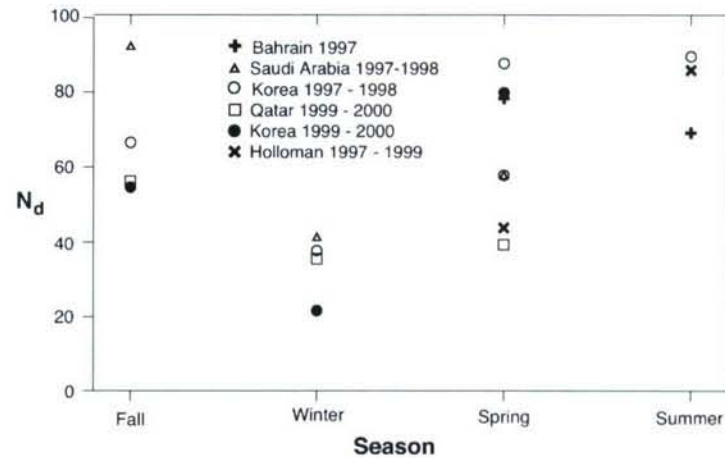 100
80
60
40
20
0
N_d
Bahrain 1997
Saudi Arabia 1997-1998
Korea 1997 - 1998
Qatar 1999 - 2000
Korea 1999 - 2000
Holloman 1997 - 1999
Fall
Winter
Spring
Summer
Season